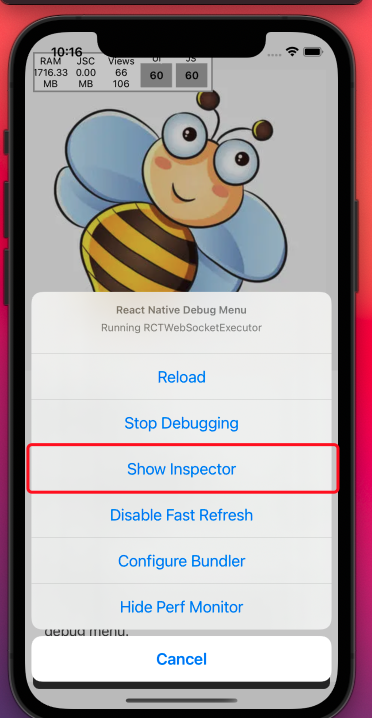 10:16
RAM JSC Views UI JS
1716.33 0.00 66 60 60
MB MB 106
React Native Debug Menu
Running RCTWebSocketExecutor
Reload
Stop Debugging
Show Inspector
Disable Fast Refresh
Configure Bundler
Hide Perf Monitor
debug menu.
Cancel